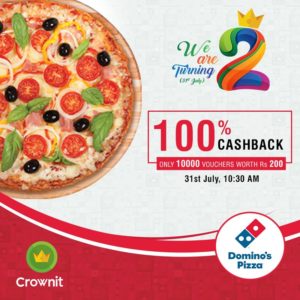 We
are
Turning
(31st July)
2
100%
CASHBACK
ONLY 10000 VOUCHERS WORTH Rs 200
31st July, 10:30 AM
Crownit
Domino's
Pizza